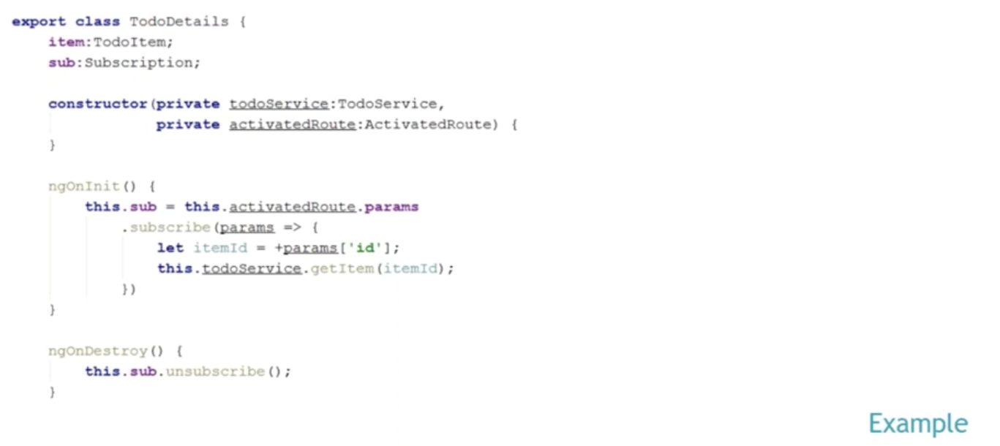 export class TodoDetails {
    item:TodoItem;
    sub:Subscription;

    constructor(private todoService:TodoService,
                private activatedRoute:ActivatedRoute) {
    }

    ngOnInit() {
        this.sub = this.activatedRoute.params
            .subscribe(params => {
                let itemId = +params['id'];
                this.todoService.getItem(itemId);
            })
    }

    ngOnDestroy() {
        this.sub.unsubscribe();
    }
Example